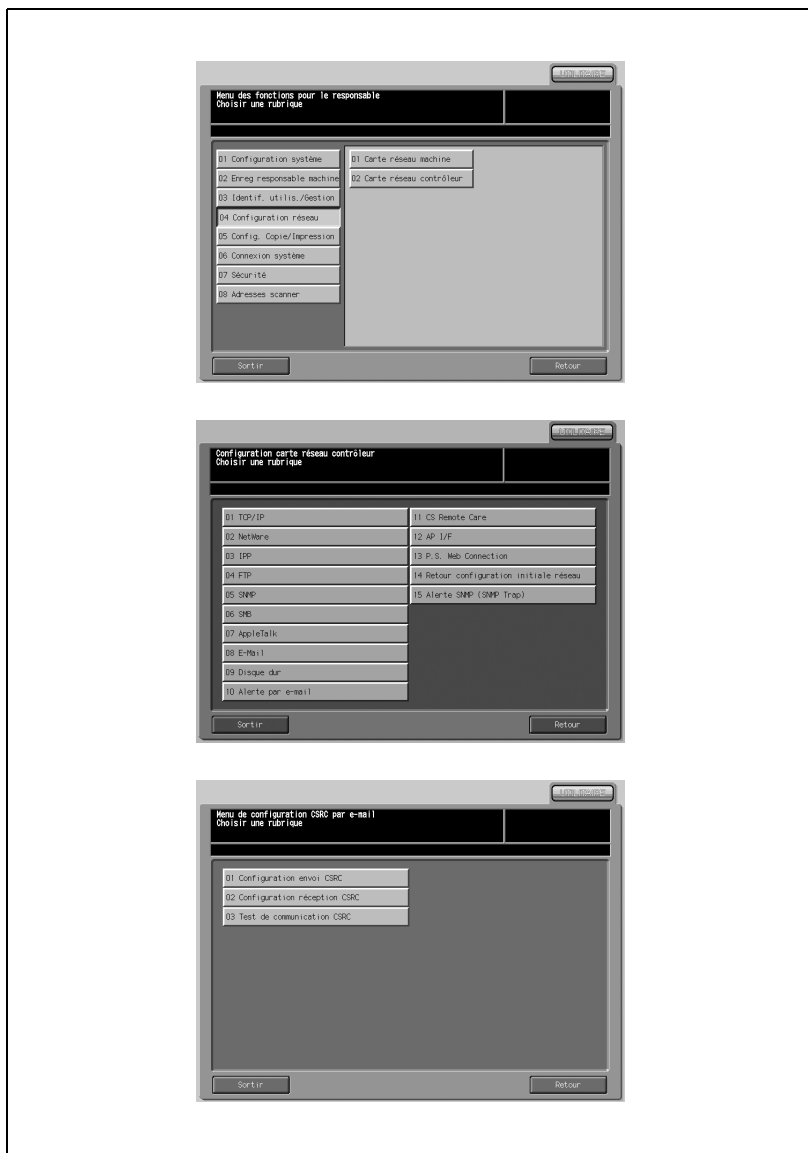 Menu des fonctions pour le responsable
Choisir une rubrique
01 Configuration système
02 Enreg responsable machine
03 Identif. utilis./Gestion
04 Configuration réseau
05 Config. Copie/Impression
06 Connexion système
07 Sécurité
08 Adresses scanner
01 Carte réseau machine
02 Carte réseau contrôleur
Sortir
Retour
Configuration carte réseau contrôleur
Choisir une rubrique
01 TCP/IP
02 NetWare
03 IPP
04 FTP
05 SNMP
06 SMB
07 AppleTalk
08 E-Mail
09 Disque dur
10 Alerte par e-mail
11 CS Remote Care
12 AP I/F
13 P.S. Web Connection
14 Retour configuration initiale réseau
15 Alerte SNMP (SNMP Trap)
Sortir
Retour
Menu de configuration CSRC par e-mail
Choisir une rubrique
01 Configuration envoi CSRC
02 Configuration réception CSRC
03 Test de communication CSRC
Sortir
Retour